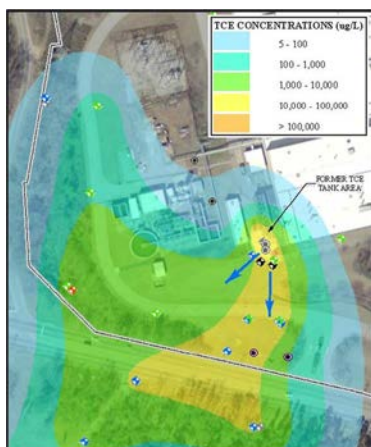 TCE CONCENTRATIONS (ug/L)
5 - 100
100 - 1,000
1,000 - 10,000
10,000 - 100,000
> 100,000
FORMER TCE
TANK AREA